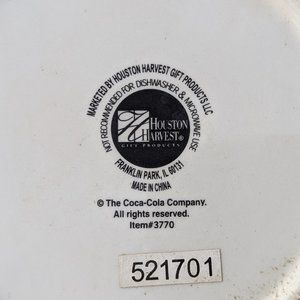 MARKETED BY HOUSTON HARVEST GIFT PRODUCTS LLC
NOT RECOMMENDED FOR DISHWASHER & MICROWAVE USE
HOUSTON
HARVEST®
GIFT PRODUCTS
FRANKLIN PARK, IL 60131
MADE IN CHINA
© The Coca-Cola Company.
All rights reserved.
Item#3770
521701